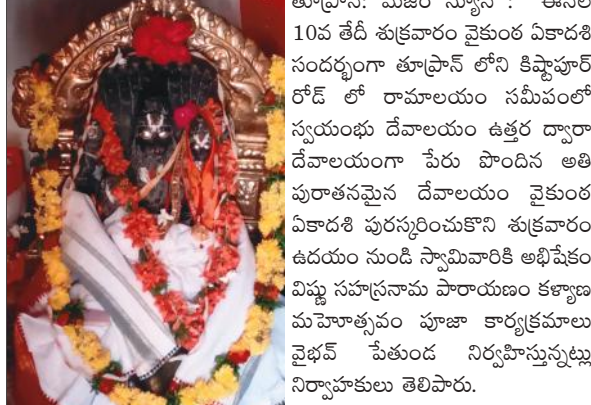 తూప్రాన్: మేజర్ న్యూస్ : ఈనెల
10వ తేదీ శుక్రవారం వైకుంఠ ఏకాదశి
సందర్భంగా తూప్రాన్ లోని కిష్టాపూర్
రోడ్ లో రామాలయం సమీపంలో
స్వయంభు దేవాలయం ఉత్తర ద్వారా
దేవాలయంగా పేరు పొందిన అతి
పురాతనమైన దేవాలయం వైకుంఠ
ఏకాదశి పురస్కరించుకొని శుక్రవారం
ఉదయం నుండి స్వామివారికి అభిషేకం
విష్ణు సహస్రనామ పారాయణం కళ్యాణ
మహెూత్సవం పూజా కార్యక్రమాలు
వైభవ్ పేతుండ నిర్వహిస్తున్నట్లు
నిర్వాహకులు తెలిపారు.